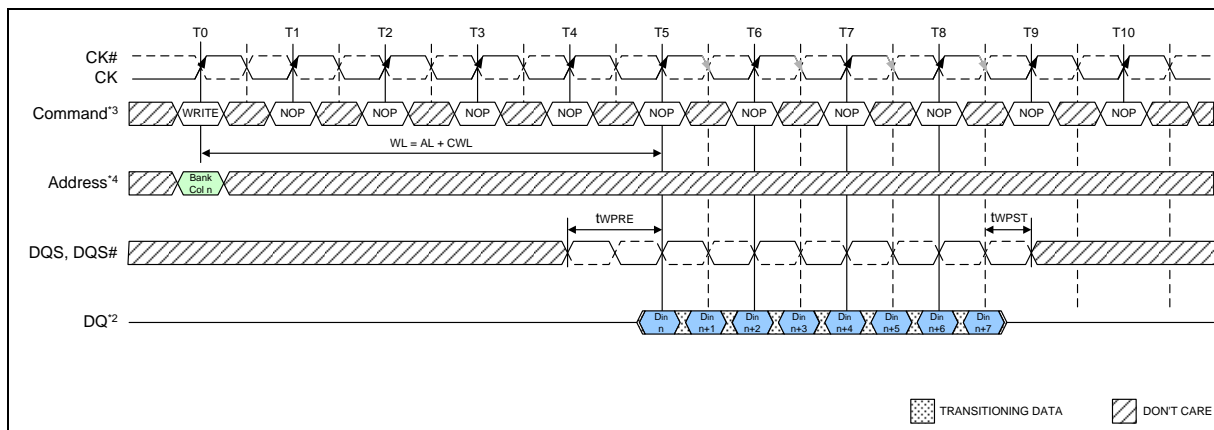 T0 T1 T2 T3 T4 T5 T6 T7 T8 T9 T10
CK#
CK
Command*3 WRITE NOP NOP NOP NOP NOP NOP NOP NOP NOP NOP
WL = AL + CWL
Address*4 Bank
Col n
tWPRE tWPST
DQS, DQS#
DQ*2 Din Din Din Din Din Din Din Din
n n+1 n+2 n+3 n+4 n+5 n+6 n+7
TRANSITIONING DATA DON'T CARE